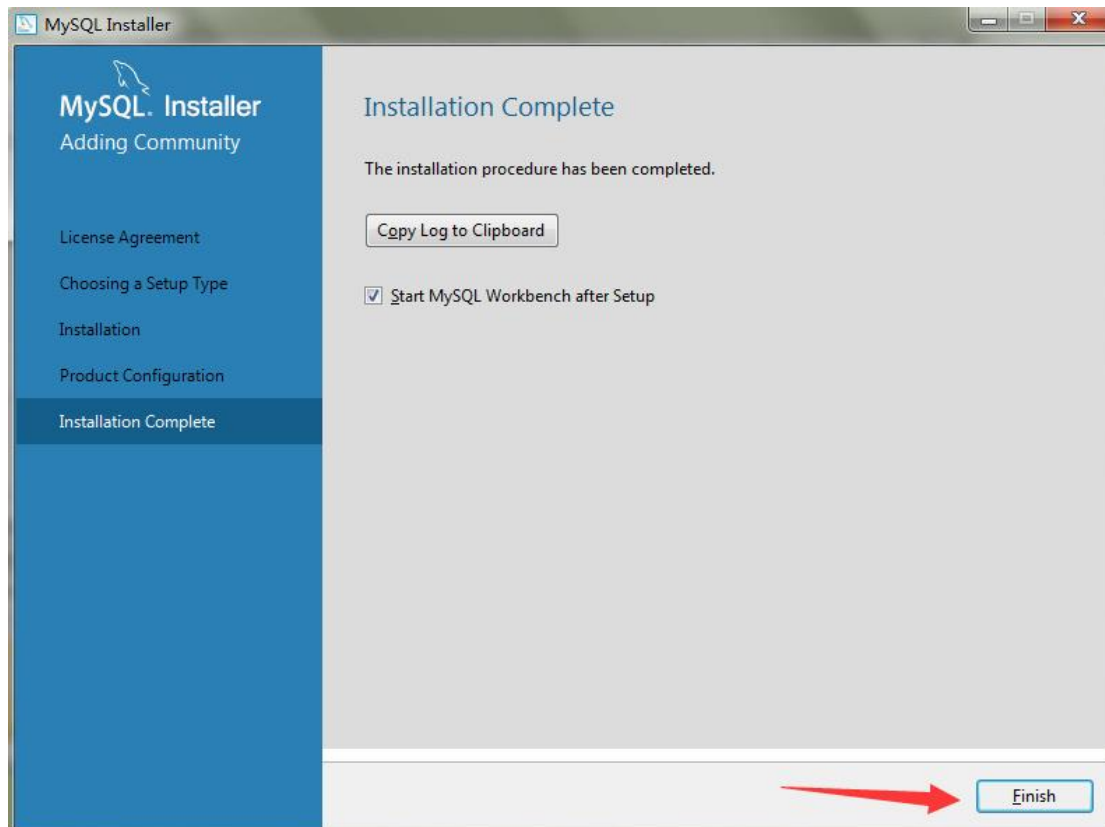 MySQL Installer
MySQL. Installer
Adding Community
License Agreement
Choosing a Setup Type
Installation
Product Configuration
Installation Complete
Installation Complete
The installation procedure has been completed.
Copy Log to Clipboard
Start MySQL Workbench after Setup
Finish